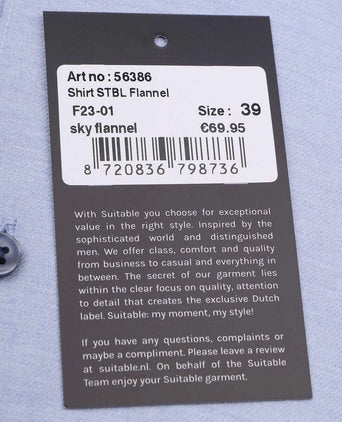 Art no : 56386
Shirt STBL Flannel
F23-01 Size : 39
sky flannel €69.95
8 720836 798736
With Suitable you choose for exceptional
value in the right style. Inspired by the
sophisticated world and distinguished
men. We offer class, comfort and quality
from business to casual and everything in
between. The secret of our garment lies
within the clear focus on quality, attention
to detail that creates the exclusive Dutch
label. Suitable: my moment, my style!
If you have any questions, complaints or
maybe a compliment. Please leave a review
at suitable.nl. On behalf of the Suitable
Team enjoy your Suitable garment.